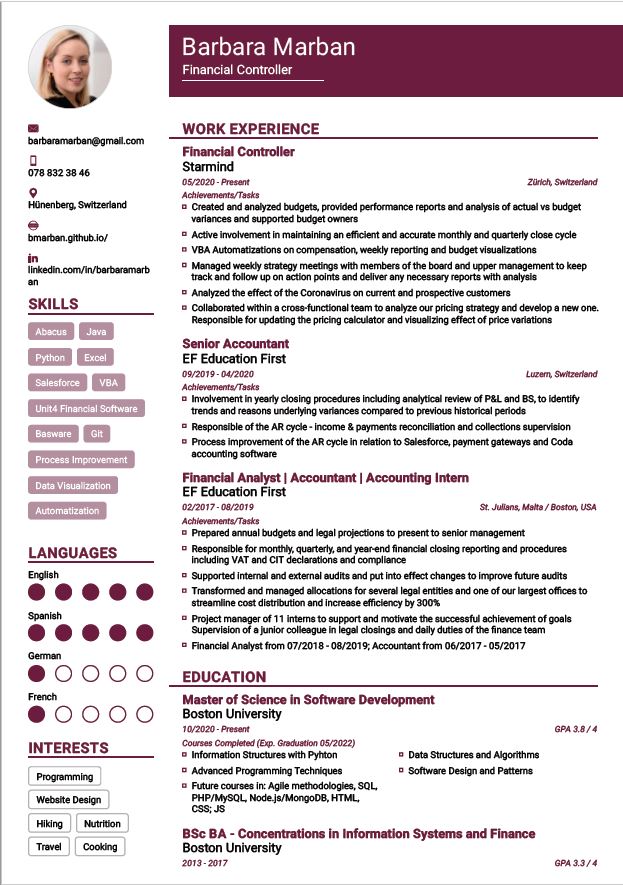 Barbara Marban
Financial Controller
barbaramarban@gmail.com
078 832 38 46
Hünenberg, Switzerland
bmarban.github.io/
linkedin.com/in/barbaramarb
an
SKILLS
Abacus
Java
Python
Excel
Salesforce
VBA
Unit4 Financial Software
Basware
Git
Process Improvement
Data Visualization
Automatization
LANGUAGES
English
Spanish
German
French
INTERESTS
Programming
Website Design
Hiking
Nutrition
Travel
Cooking
WORK EXPERIENCE
Financial Controller
Starmind
05/2020 - Present
Zürich, Switzerland
Achievements/Tasks
Created and analyzed budgets, provided performance reports and analysis of actual vs budget
variances and supported budget owners
Active involvement in maintaining an efficient and accurate monthly and quarterly close cycle
VBA Automatizations on compensation, weekly reporting and budget visualizations
Managed weekly strategy meetings with members of the board and upper management to keep
track and follow up on action points and deliver any necessary reports with analysis
Analyzed the effect of the Coronavirus on current and prospective customers
Collaborated within a cross-functional team to analyze our pricing strategy and develop a new one.
Responsible for updating the pricing calculator and visualizing effect of price variations
Senior Accountant
EF Education First
09/2019 - 04/2020
Luzern, Switzerland
Achievements/Tasks
Involvement in yearly closing procedures including analytical review of P&L and BS, to identify
trends and reasons underlying variances compared to previous historical periods
Responsible of the AR cycle - income & payments reconciliation and collections supervision
Process improvement of the AR cycle in relation to Salesforce, payment gateways and Coda
accounting software
Financial Analyst | Accountant | Accounting Intern
EF Education First
02/2017 - 08/2019
St. Julians, Malta / Boston, USA
Achievements/Tasks
Prepared annual budgets and legal projections to present to senior management
Responsible for monthly, quarterly, and year-end financial closing reporting and procedures
including VAT and CIT declarations and compliance
Supported internal and external audits and put into effect changes to improve future audits
Transformed and managed allocations for several legal entities and one of our largest offices to
streamline cost distribution and increase efficiency by 300%
Project manager of 11 interns to support and motivate the successful achievement of goals
Supervision of a junior colleague in legal closings and daily duties of the finance team
Financial Analyst from 07/2018 - 08/2019; Accountant from 06/2017 - 05/2017
EDUCATION
Master of Science in Software Development
Boston University
10/2020 - Present
GPA 3.8 / 4
Courses Completed (Exp. Graduation 05/2022)
Information Structures with Pyhton
Data Structures and Algorithms
Advanced Programming Techniques
Software Design and Patterns
Future courses in: Agile methodologies, SQL,
PHP/MySQL, Node.js/MongoDB, HTML,
CSS; JS
BSc BA - Concentrations in Information Systems and Finance
Boston University
2013 - 2017
GPA 3.3 / 4